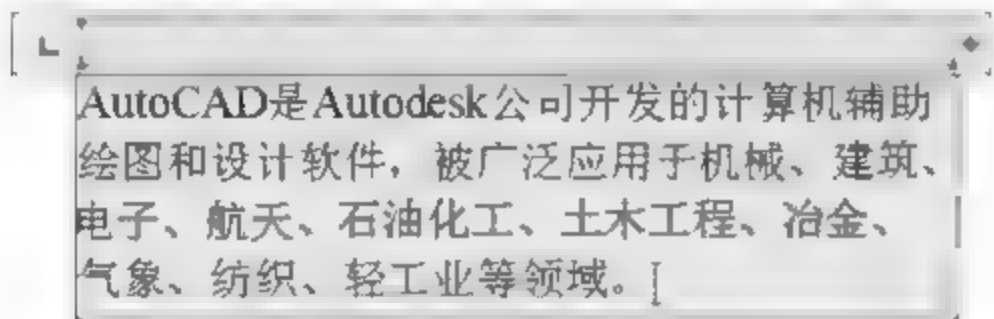 AutoCAD是Autodesk公司开发的计算机辅助
绘图和设计软件，被广泛应用于机械、建筑、
电子、航天、石油化工、土木工程、冶金、
气象、纺织、轻工业等领域。